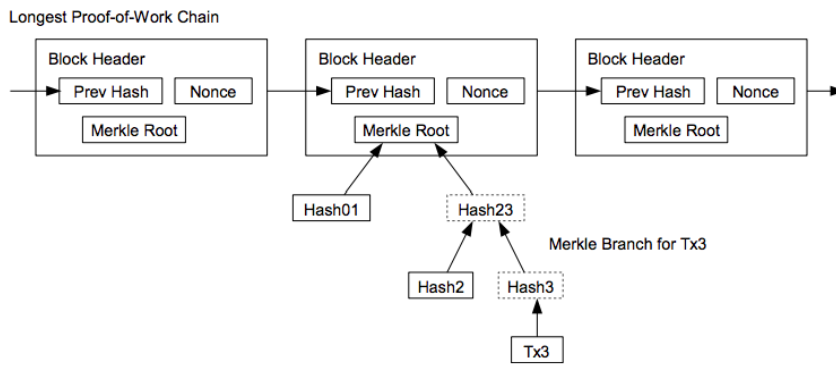 Longest Proof-of-Work Chain
Block Header
Prev Hash
Nonce
Merkle Root
Block Header
Prev Hash
Nonce
Merkle Root
Block Header
Prev Hash
Nonce
Merkle Root
Hash01
Hash23
Merkle Branch for Tx3
Hash2
Hash3
Tx3